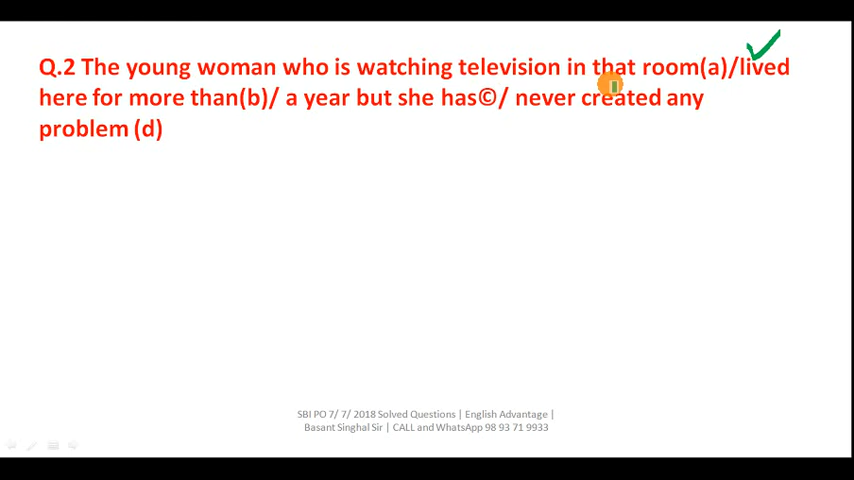 Q.2 The young woman who is watching television in that room(a)/lived
here for more than(b)/ a year but she has©/ never created any
problem (d)
SBI PO 7/ 7/ 2018 Solved Questions | English Advantage |
Basant Singhal Sir | CALL and WhatsApp 98 93 71 9933